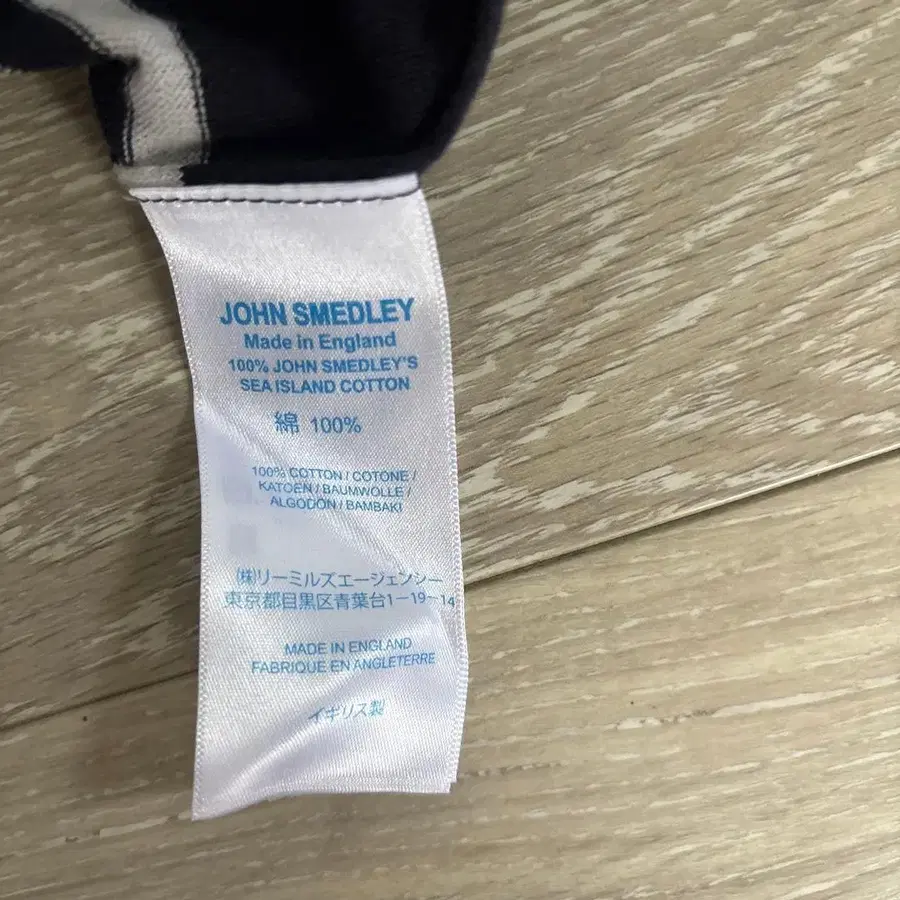 JOHN SMEDLEY
Made in England
100% JOHN SMEDLEY'S
SEA ISLAND COTTON
綿 100%
100% COTTON / COTONE /
KATOEN / BAUMWOLLE /
ALGODON / BAMBAKI
(株)リーミルズエージェンシー
東京都目黒区青葉台1-19-14
MADE IN ENGLAND
FABRIQUE EN ANGLETERRE
イギリス製